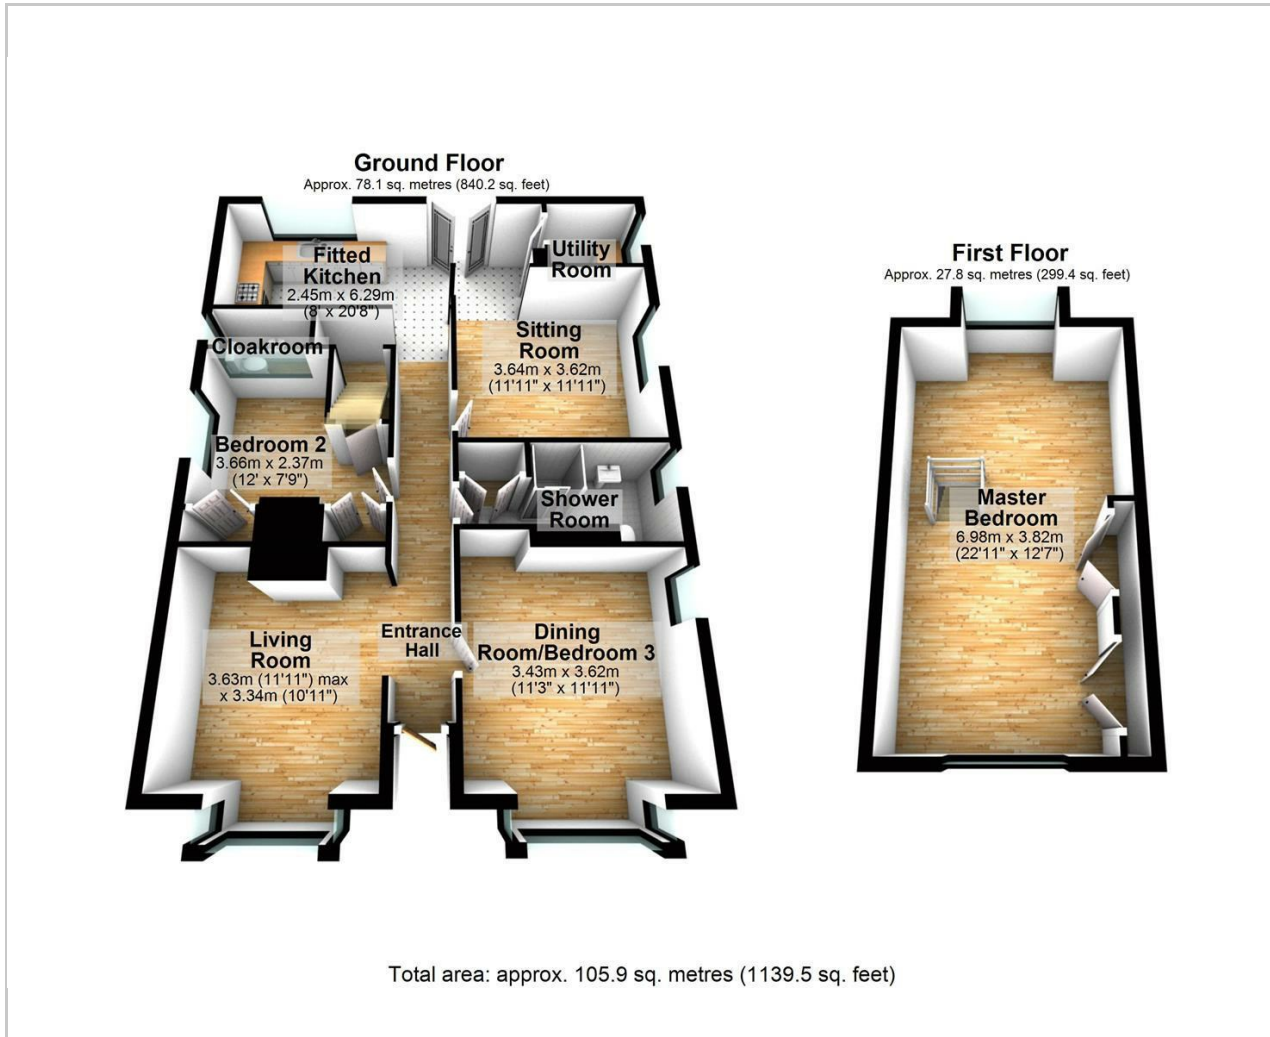 Ground Floor
Approx. 78.1 sq. metres (840.2 sq. feet)
Fitted
Kitchen
2.45m x 6.29m
(8' x 20'8")
Utility
Room
Sitting
Room
3.64m x 3.62m
(11'11" x 11'11")
Cloakroom
Bedroom 2
3.66m x 2.37m
(12' x 7'9")
Shower
Room
Living
Room
3.63m (11'11") max
x 3.34m (10'11")
Entrance
Hall
Dining
Room/Bedroom 3
3.43m x 3.62m
(11'3" x 11'11")
First Floor
Approx. 27.8 sq. metres (299.4 sq. feet)
Master
Bedroom
6.98m x 3.82m
(22'11" x 12'7")
Total area: approx. 105.9 sq. metres (1139.5 sq. feet)